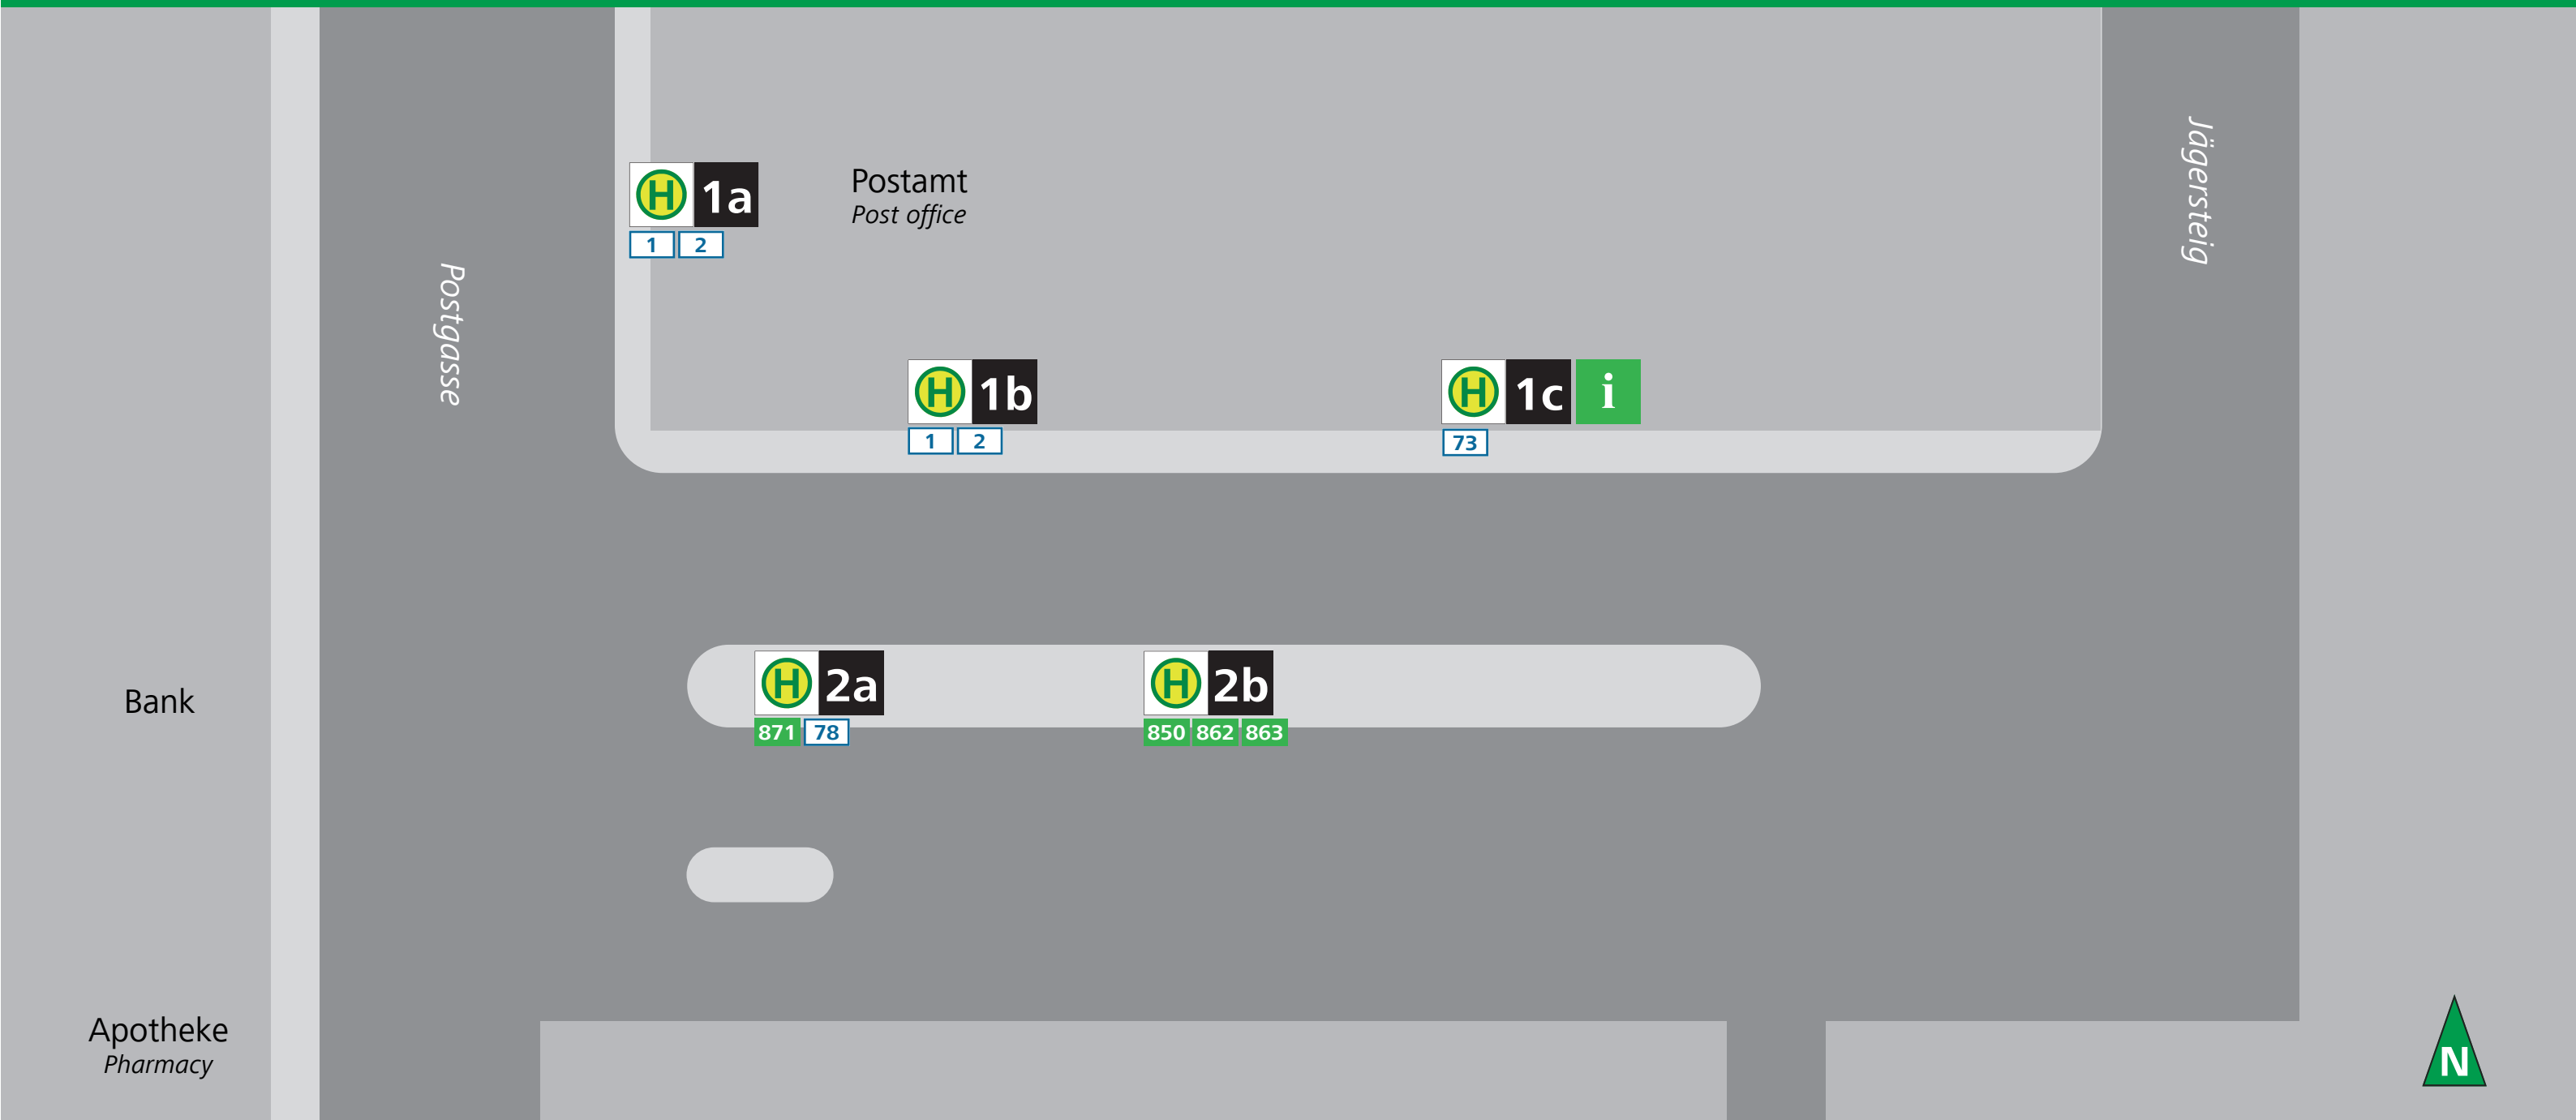 H 1a
1 2
Postamt
Post office
Jägersteig
Postgasse
H 1b
1 2
H 1c i
73
H 2a
871 78
H 2b
850 862 863
Bank
Apotheke
Pharmacy
N